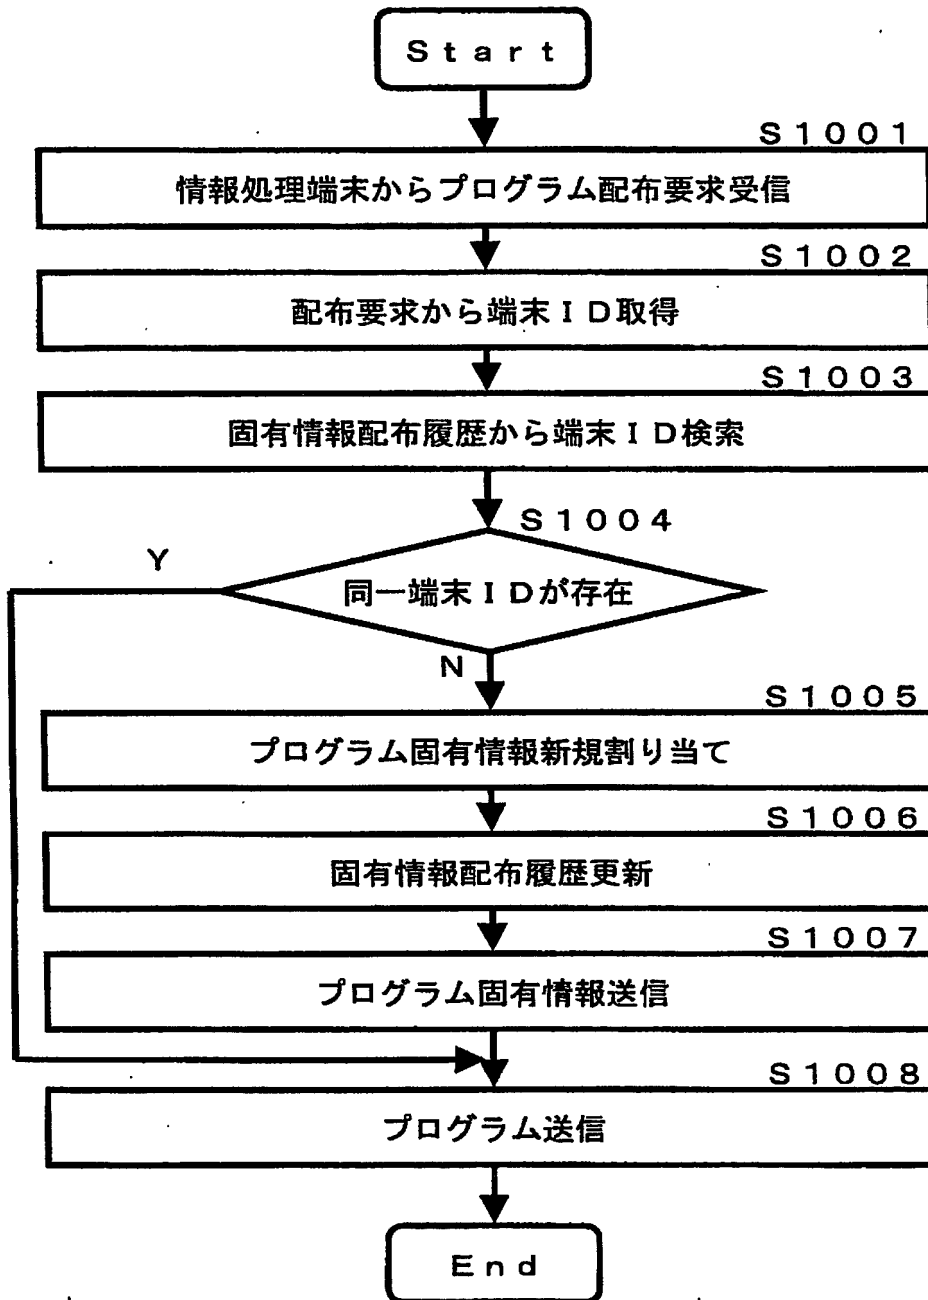 Start
S1001
情報処理端末からプログラム配布要求受信
S1002
配布要求から端末ID取得
S1003
固有情報配布履歴から端末ID検索
S1004
Y
同一端末IDが存在
N
S1005
プログラム固有情報新規割り当て
S1006
固有情報配布履歴更新
S1007
プログラム固有情報送信
S1008
プログラム送信
End